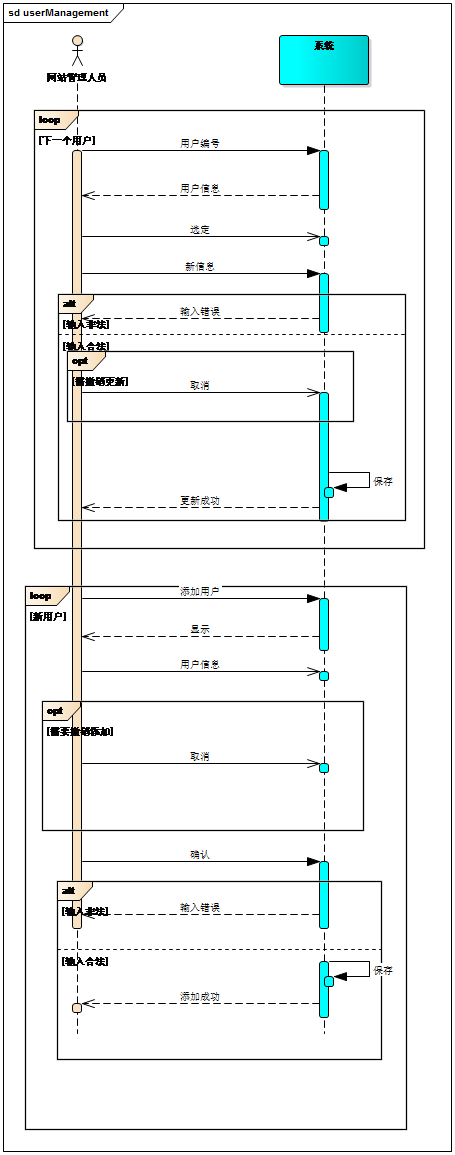 sd userManagement
系统
网站管理人员
loop
[下一个用户]
用户编号
用户信息
选定
新信息
alt
输入错误
[输入非法]
[输入合法]
opt
[需撤销更新]
取消
保存
更新成功
loop
添加用户
[新用户]
显示
用户信息
opt
[需要撤销添加]
取消
确认
alt
输入错误
[输入非法]
[输入合法]
保存
添加成功